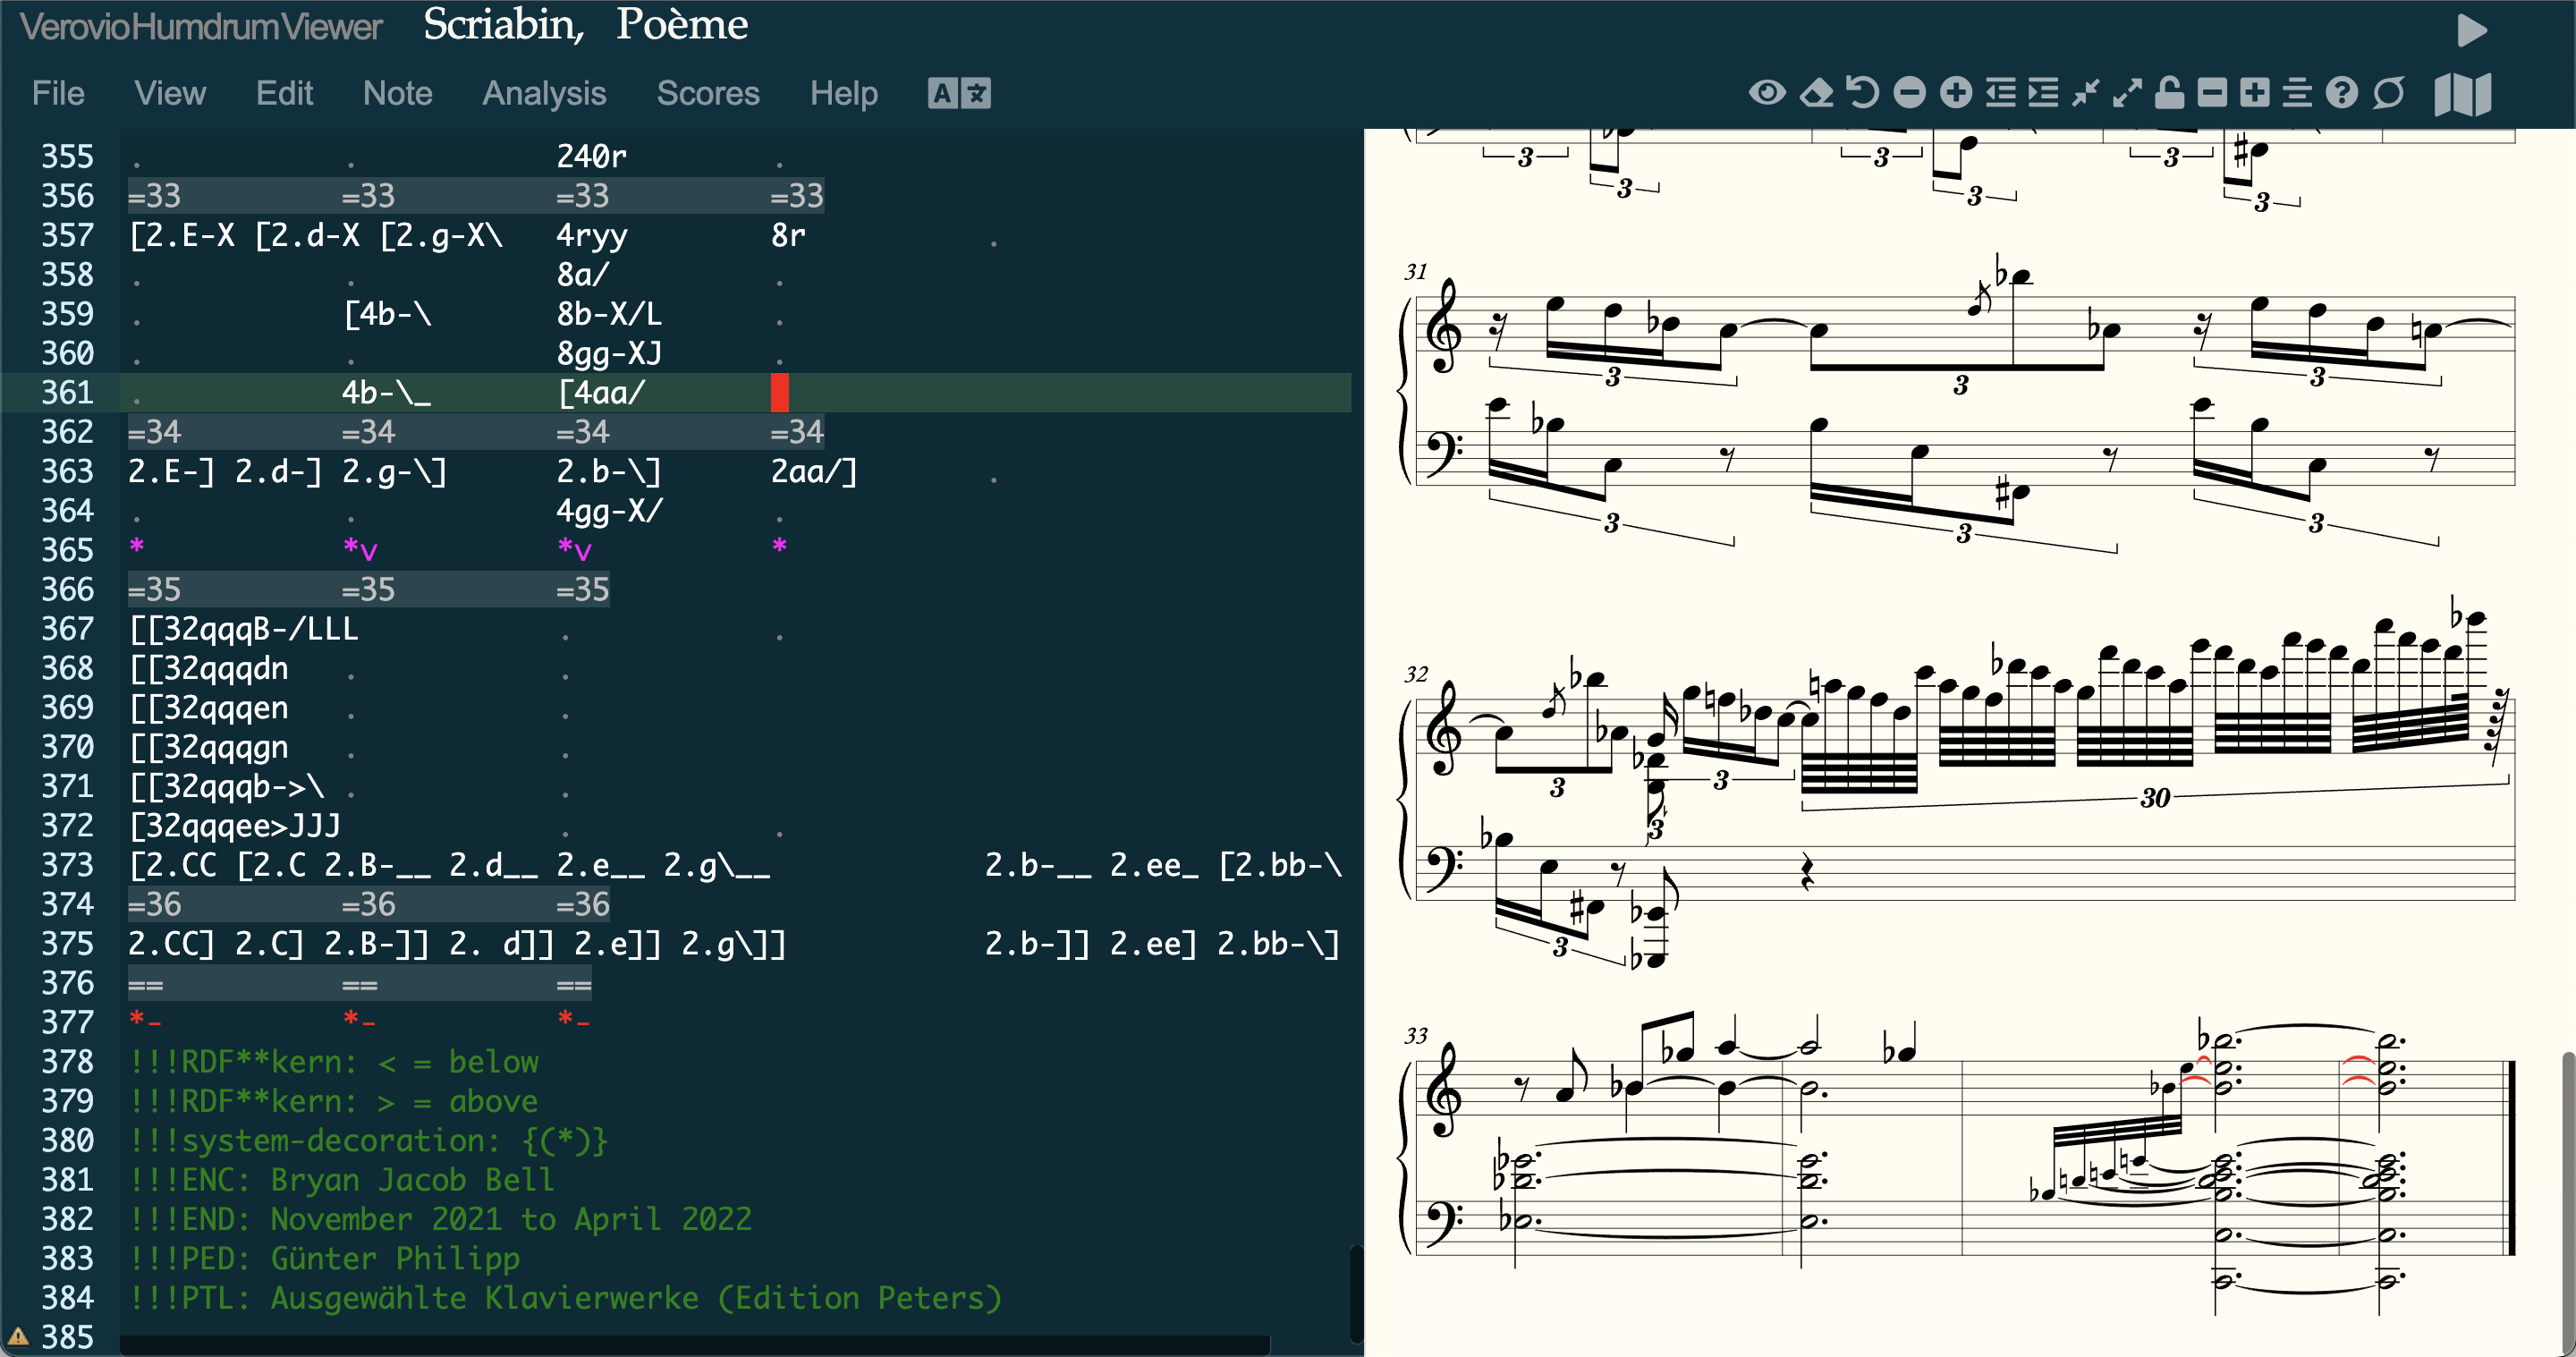 VerovioHumdrumViewer Scriabin, Poème
File View Edit Note Analysis Scores Help A
355 . . 240r .
356 =33 =33 =33 =33
357 [2.E-X [2.d-X [2.g-X\ 4ryy 8r .
358 . . 8a/ .
359 . [4b-\ 8b-X/L .
360 . . 8gg-XJ .
361 . 4b-\_ [4aa/
362 =34 =34 =34 =34
363 2.E-] 2.d-] 2.g-\] 2.b-\] 2aa/] .
364 . . 4gg-X/ .
365 * *v *v *
366 =35 =35 =35
367 [[32qqqB-/LLL . .
368 [[32qqqdn . .
369 [[32qqqen . .
370 [[32qqqgn . .
371 [[32qqqb->\ . .
372 [32qqqee>JJJ . .
373 [2.CC [2.C 2.B-__ 2.d__ 2.e__ 2.g\__ 2.b-__ 2.ee_ [2.bb-\
374 =36 =36 =36
375 2.CC] 2.C] 2.B-]] 2. d]] 2.e]] 2.g\]] 2.b-]] 2.ee] 2.bb-\]
376 == == ==
377 *- *- *-
378 !!!RDF**kern: < = below
379 !!!RDF**kern: > = above
380 !!!system-decoration: {(*)}
381 !!!ENC: Bryan Jacob Bell
382 !!!END: November 2021 to April 2022
383 !!!PED: Günter Philipp
384 !!!PTL: Ausgewählte Klavierwerke (Edition Peters)
385
3 3 3
3 3 3
31
3 3 3
3 3 3
32
3 3 30
3
3
33